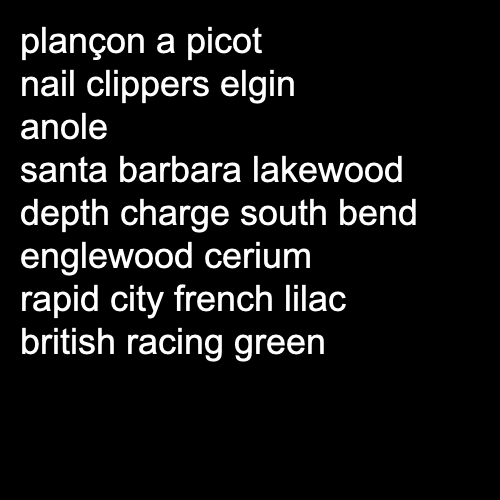 plançon a picot
nail clippers elgin
anole
santa barbara lakewood
depth charge south bend
englewood cerium
rapid city french lilac
british racing green